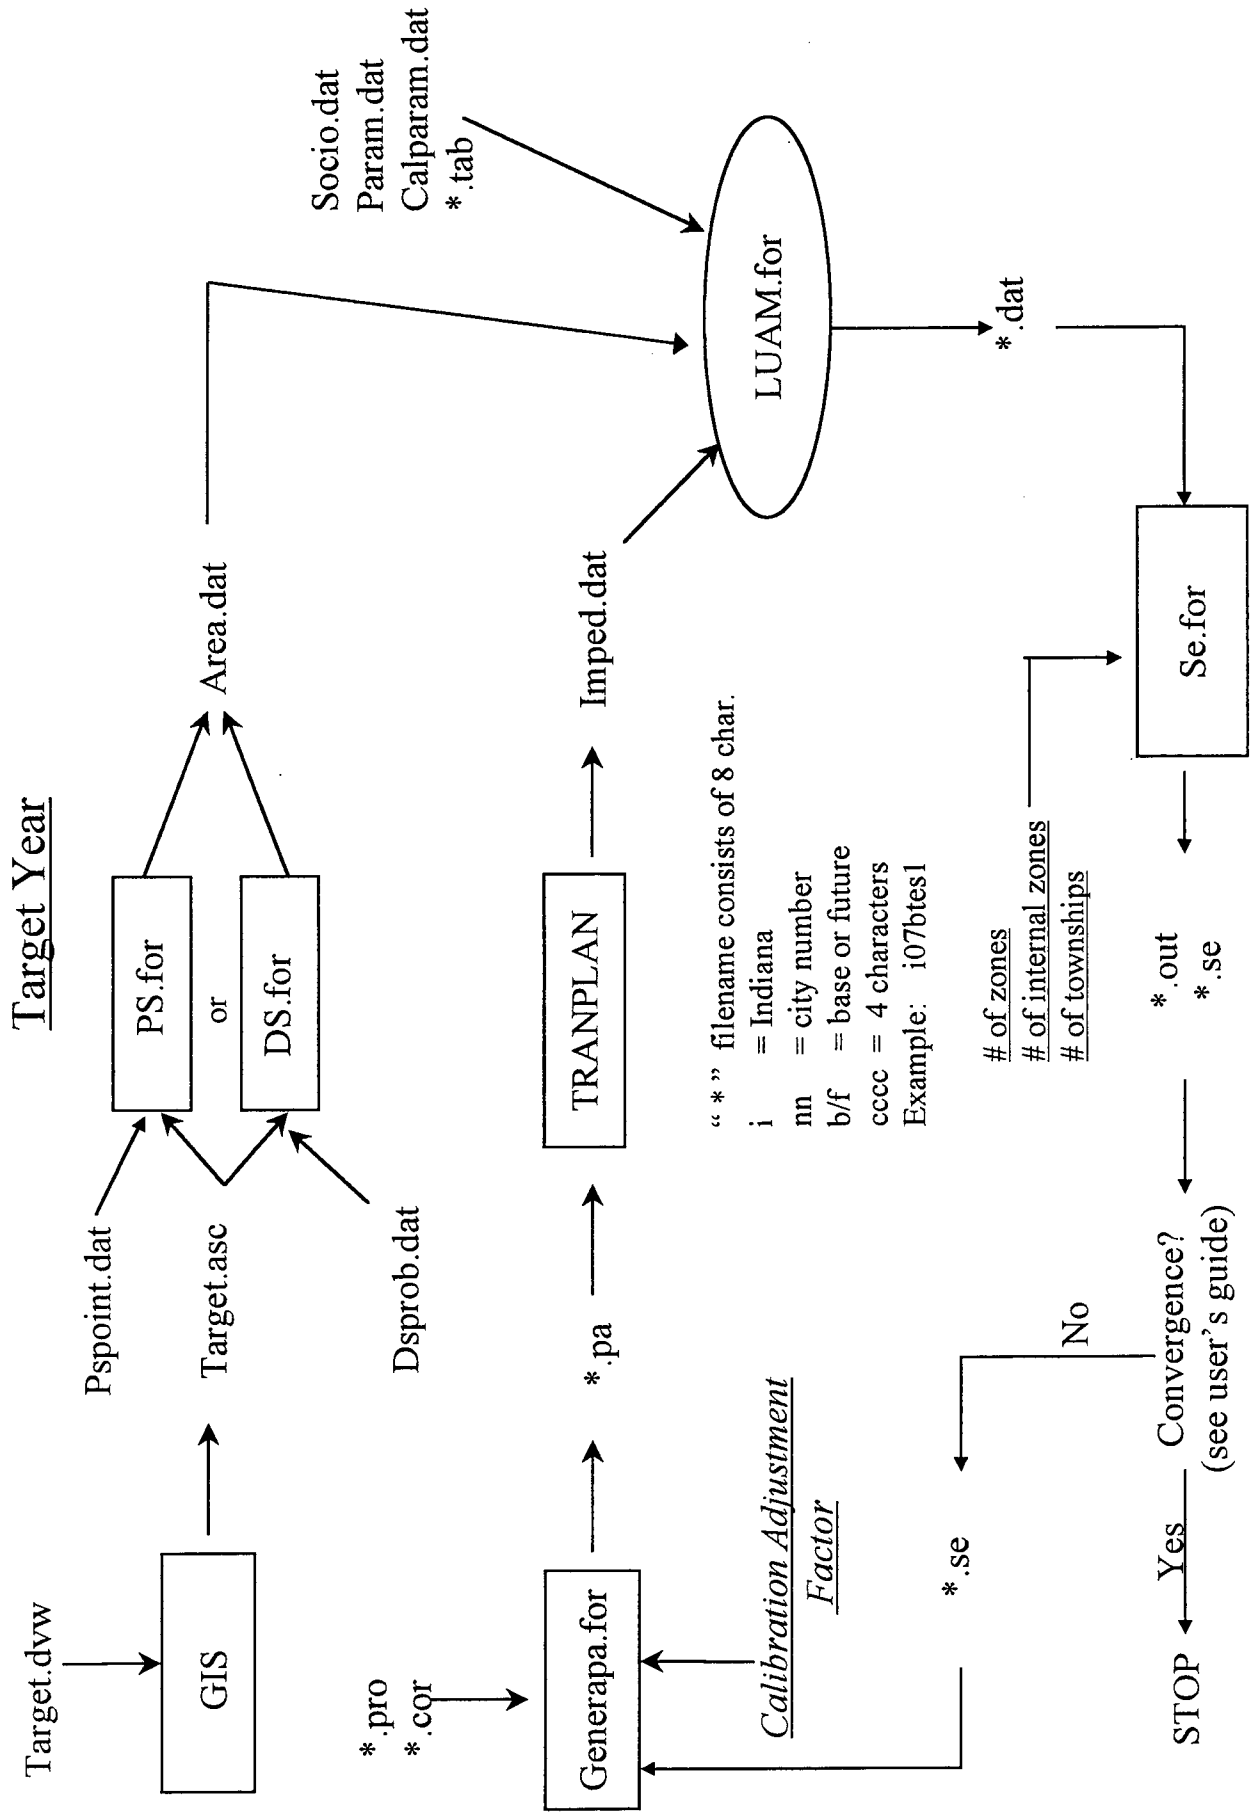 Target Year
Target.dvw
GIS
Pspoint.dat
Target.asc
Dsprob.dat
PS.for
or
DS.for
Area.dat
Socio.dat
Param.dat
Calparam.dat
*.tab
*.pro
*.cor
Generapa.for
*.pa
TRANPLAN
Imped.dat
LUAM.for
Calibration Adjustment
Factor
“ * ” filename consists of 8 char.
i = Indiana
nn = city number
b/f = base or future
cccc = 4 characters
Example: i07btes1
*.dat
*.se
No
# of zones
# of internal zones
# of townships
STOP
Yes
Convergence?
(see user's guide)
*.out
*.se
Se.for